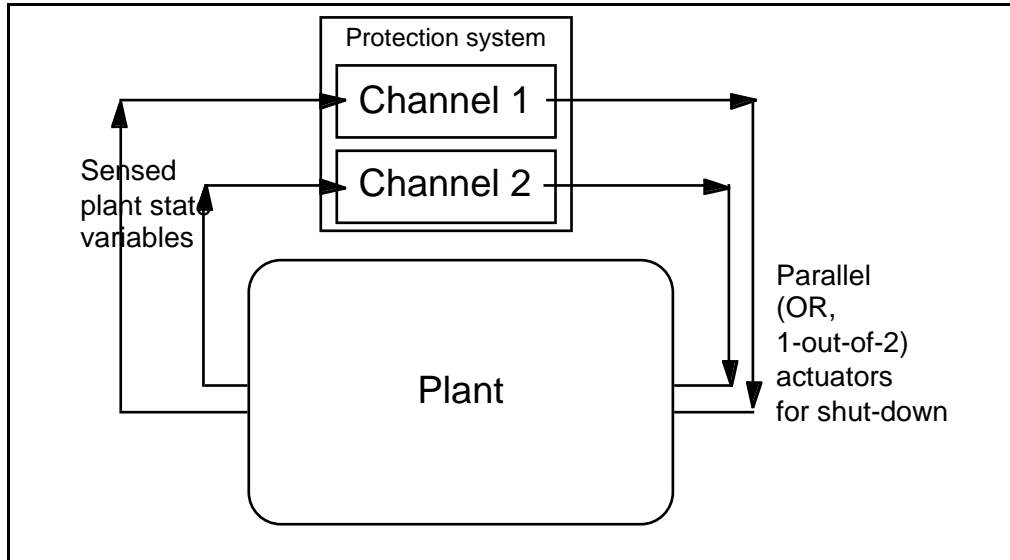 Protection system
Channel 1
Channel 2
Sensed
plant state
variables
Plant
Parallel
(OR,
1-out-of-2)
actuators
for shut-down